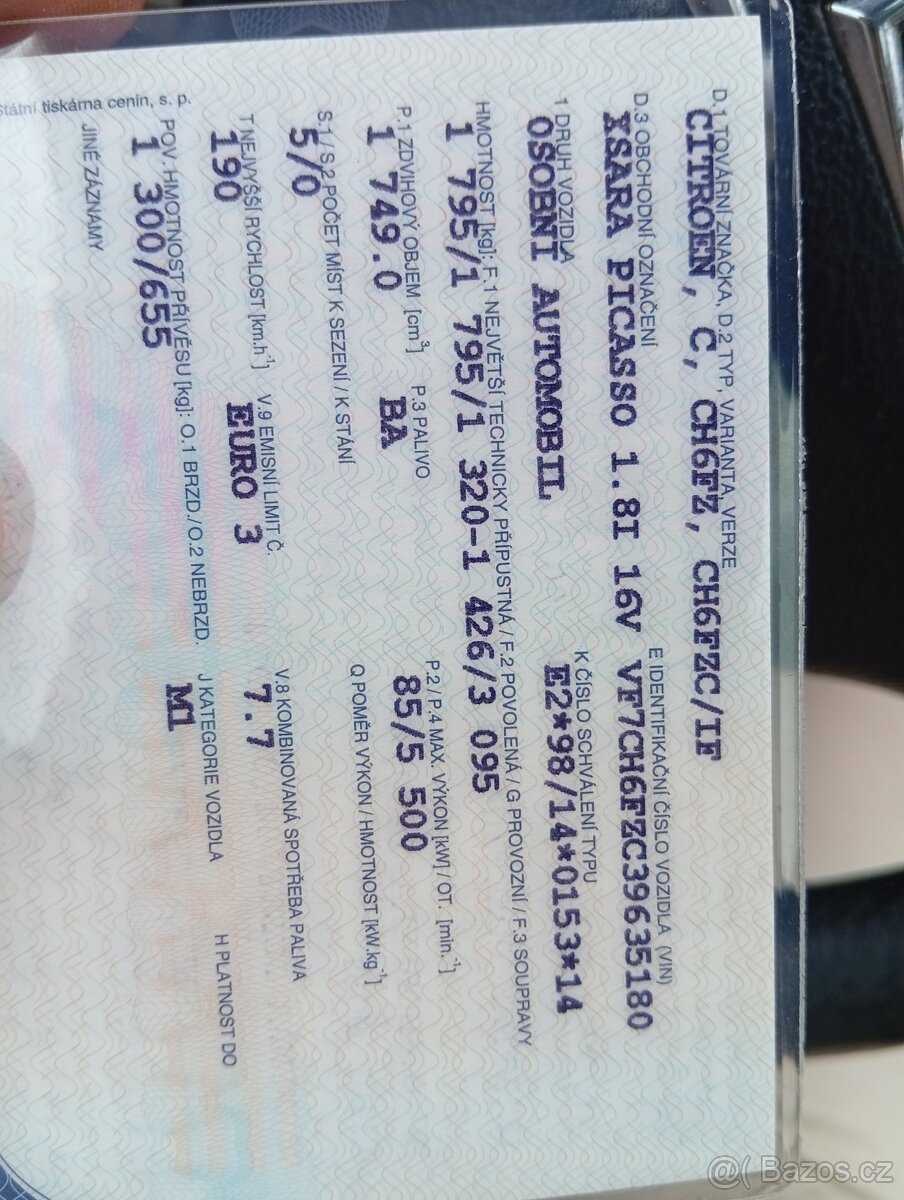 D.1 TOVÁRNÍ ZNAČKA, D.2 TYP, VARIANTA, VERZE
CITROEN, C, CH6FZ, CH6FZC/IF
D.3 OBCHODNÍ OZNAČENÍ E IDENTIFIKAČNÍ ČÍSLO VOZIDLA (VIN)
XSARA PICASSO 1.8I 16V VF7CH6FZC39635180
1 DRUH VOZIDLA K ČÍSLO SCHVÁLENÍ TYPU
OSOBNÍ AUTOMOBIL E2*98/14*0153*14
HMOTNOST [kg]: F.1 NEJVĚTŠÍ TECHNICKY PŘÍPUSTNÁ / F.2 POVOLENÁ / G PROVOZNÍ / F.3 SOUPRAVY
1 795/1 795/1 320-1 426/3 095
P.1 ZDVIHOVÝ OBJEM [cm³] P.3 PALIVO P.2 / P.4 MAX. VÝKON [kW] / OT. [min.⁻¹]
1 749.0 BA 85/5 500
S.1 / S.2 POČET MÍST K SEZENÍ / K STÁNÍ Q POMĚR VÝKON / HMOTNOST [kW.kg⁻¹]
5/0
T NEJVYŠŠÍ RYCHLOST [km.h⁻¹] V.9 EMISNÍ LIMIT Č. V.8 KOMBINOVANÁ SPOTŘEBA PALIVA
190 EURO 3 7.7
POV. HMOTNOST PŘÍVĚSU [kg]: O.1 BRZD./O.2 NEBRZD. J KATEGORIE VOZIDLA H PLATNOST DO
1 300/655 M1
JINÉ ZÁZNAMY
Státní tiskárna cenin, s. p.
@( Bazos.cz